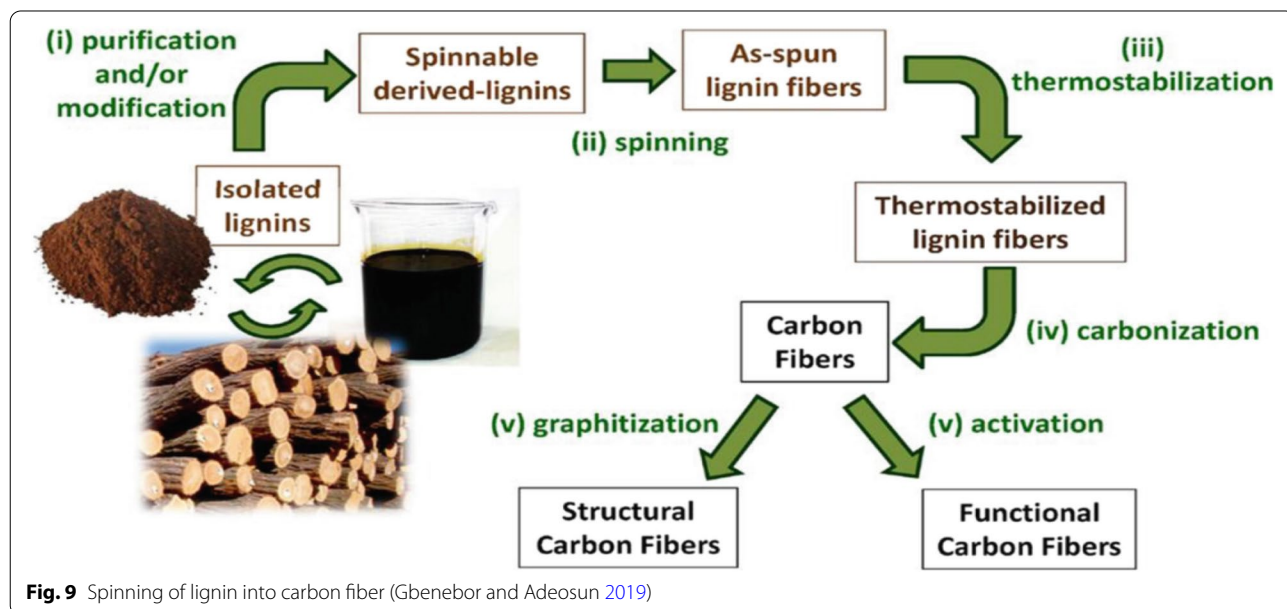 (i) purification
and/or
modification
Spinnable
derived-lignins
As-spun
lignin fibers
(iii)
thermostabilization
(ii) spinning
Isolated
lignins
Thermostabilized
lignin fibers
Carbon
Fibers
(iv) carbonization
(v) graphitization
(v) activation
Structural
Carbon Fibers
Functional
Carbon Fibers
Fig. 9 Spinning of lignin into carbon fiber (Gbenebor and Adeosun 2019)